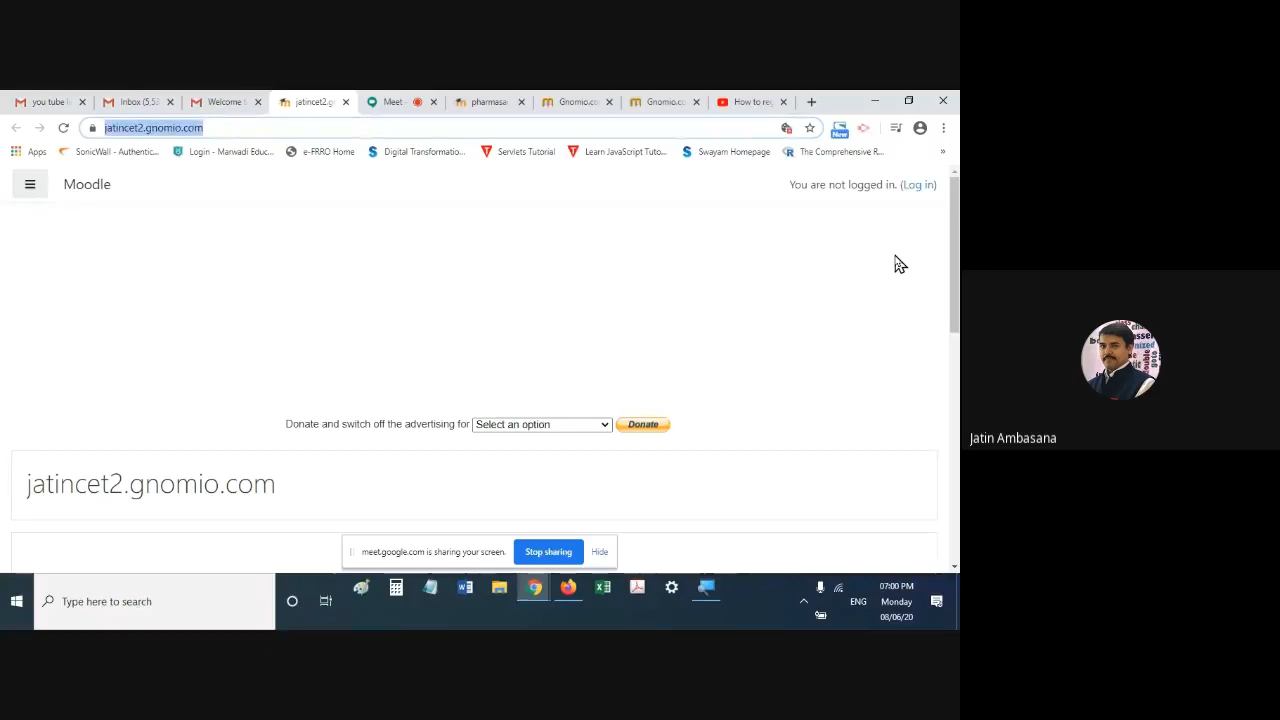 you tube l
Inbox (5,53
Welcome t
jatincet2.g
Meet
pharmasa
Gnomio.co
Gnomio.co
How to reg
jatincet2.gnomio.com
New
Apps
SonicWall - Authentic...
Login - Marwadi Educ...
e-FRRO Home
Digital Transformatio...
Servlets Tutorial
Learn JavaScript Tuto...
Swayam Homepage
The Comprehensive R...
Moodle
You are not logged in. (Log in)
Donate and switch off the advertising for Select an option Donate
Jatin Ambasana
jatincet2.gnomio.com
meet.google.com is sharing your screen. Stop sharing Hide
Type here to search
ENG
07:00 PM
Monday
08/06/20